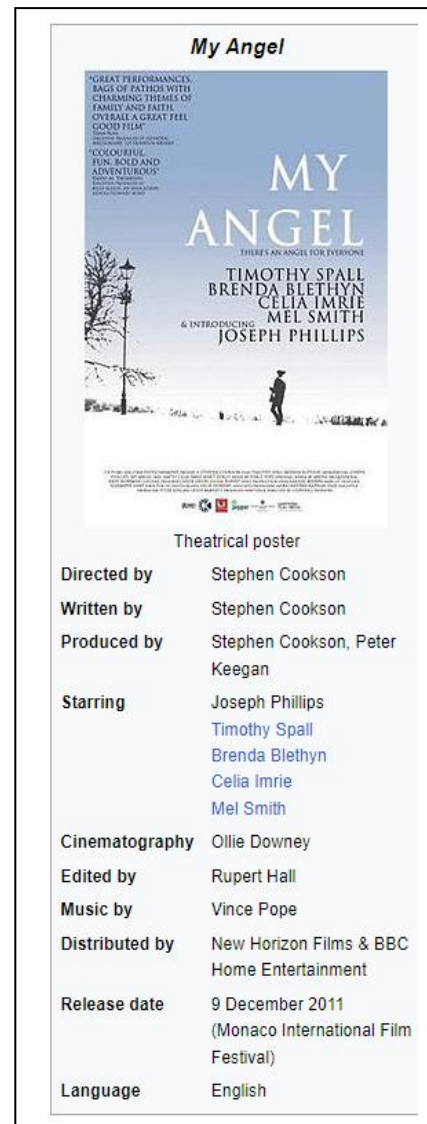 My Angel
"GREAT PERFORMANCES,
BAGS OF PATHOS WITH
CHARMING THEMES OF
FAMILY AND FAITH.
OVERALL A GREAT FEEL
GOOD FILM"
"COLOURFUL,
FUN, BOLD AND
ADVENTUROUS"
MY
ANGEL
THERE'S AN ANGEL FOR EVERYONE
TIMOTHY SPALL
BRENDA BLETHYN
CELIA IMRIE
MEL SMITH
& INTRODUCING
JOSEPH PHILLIPS
Theatrical poster
Directed by Stephen Cookson
Written by Stephen Cookson
Produced by Stephen Cookson, Peter
Keegan
Starring Joseph Phillips
Timothy Spall
Brenda Blethyn
Celia Imrie
Mel Smith
Cinematography Ollie Downey
Edited by Rupert Hall
Music by Vince Pope
Distributed by New Horizon Films & BBC
Home Entertainment
Release date 9 December 2011
(Monaco International Film
Festival)
Language English